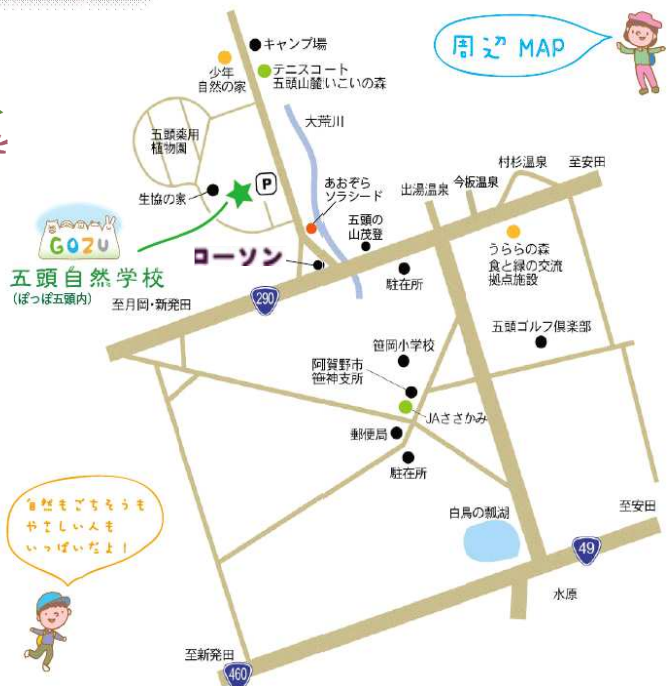 周辺 MAP
キャンプ場
少年
自然の家
テニスコート
五頭山麓いこいの森
大荒川
五頭薬用
植物園
生協の家
P
あおぞら
ソラシード
出湯温泉
今板温泉
村杉温泉
至安田
GOZU
五頭自然学校
(ぽっぽ五頭内)
ローソン
五頭の
山茂登
駐在所
うららの森
食と緑の交流
拠点施設
至月岡・新発田
290
五頭ゴルフ倶楽部
笹岡小学校
阿賀野市
笹神支所
JAささかみ
郵便局
駐在所
自然もごちそうも
やさしい人も
いっぱいだよ!
白鳥の瓢湖
至安田
49
水原
至新発田
460